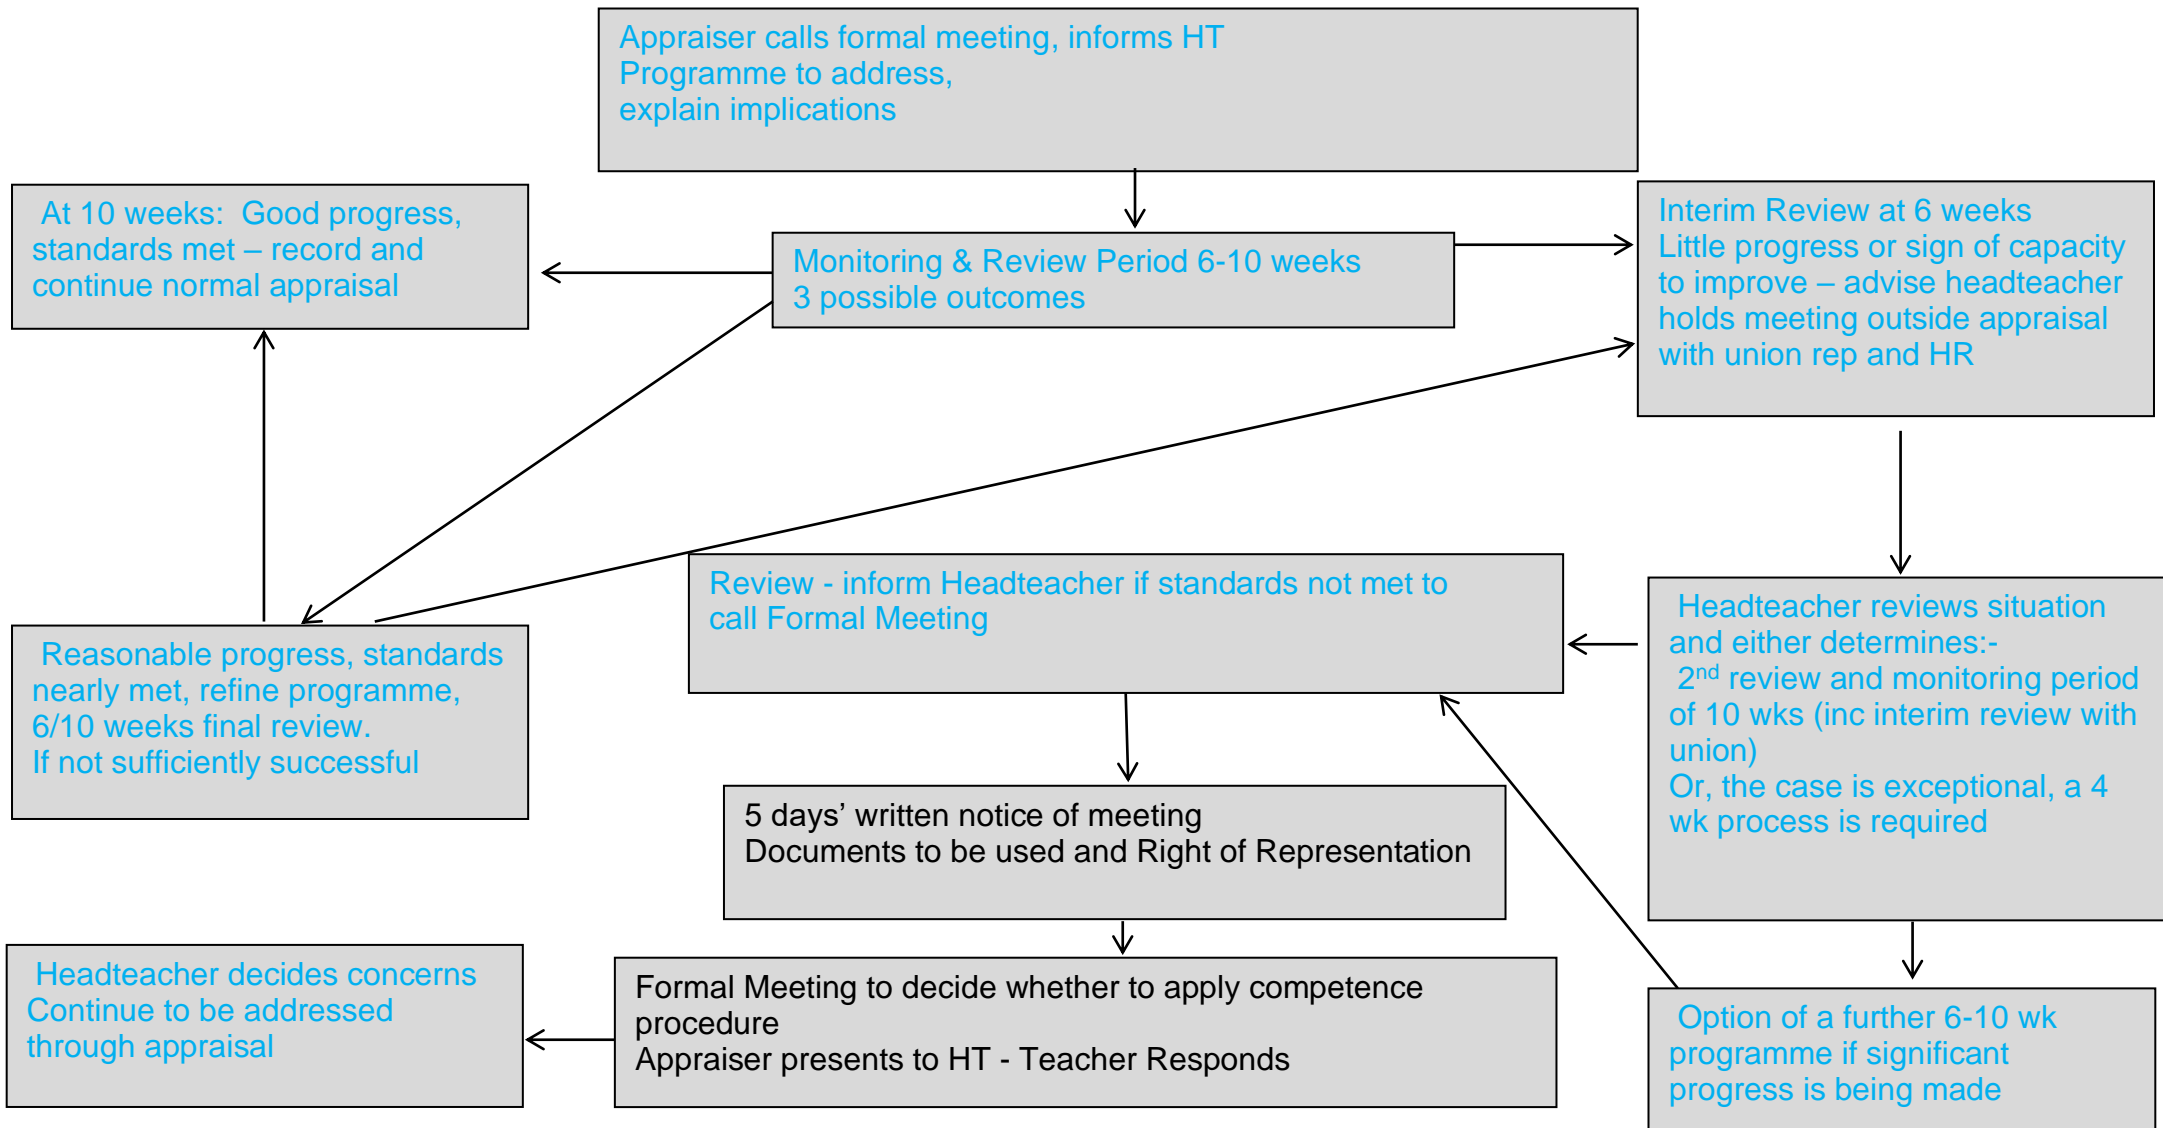 Appraiser calls formal meeting, informs HT
Programme to address,
explain implications
At 10 weeks:  Good progress,
standards met – record and
continue normal appraisal
Monitoring & Review Period 6-10 weeks
3 possible outcomes
Interim Review at 6 weeks
Little progress or sign of capacity
to improve – advise headteacher
holds meeting outside appraisal
with union rep and HR
Reasonable progress, standards
nearly met, refine programme,
6/10 weeks final review.
If not sufficiently successful
Review - inform Headteacher if standards not met to
call Formal Meeting
Headteacher reviews situation
and either determines:-
2nd review and monitoring period
of 10 wks (inc interim review with
union)
Or, the case is exceptional, a 4
wk process is required
5 days’ written notice of meeting
Documents to be used and Right of Representation
Headteacher decides concerns
Continue to be addressed
through appraisal
Formal Meeting to decide whether to apply competence
procedure
Appraiser presents to HT - Teacher Responds
Option of a further 6-10 wk
programme if significant
progress is being made